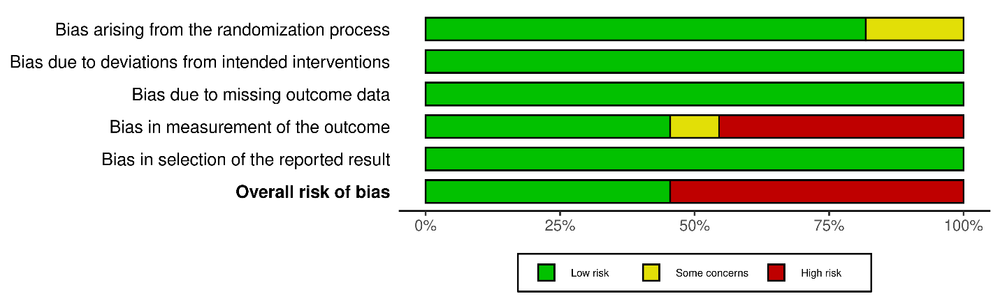 Bias arising from the randomization process
Bias due to deviations from intended interventions
Bias due to missing outcome data
Bias in measurement of the outcome
Bias in selection of the reported result
Overall risk of bias
0% 25% 50% 75% 100%
Low risk Some concerns High risk